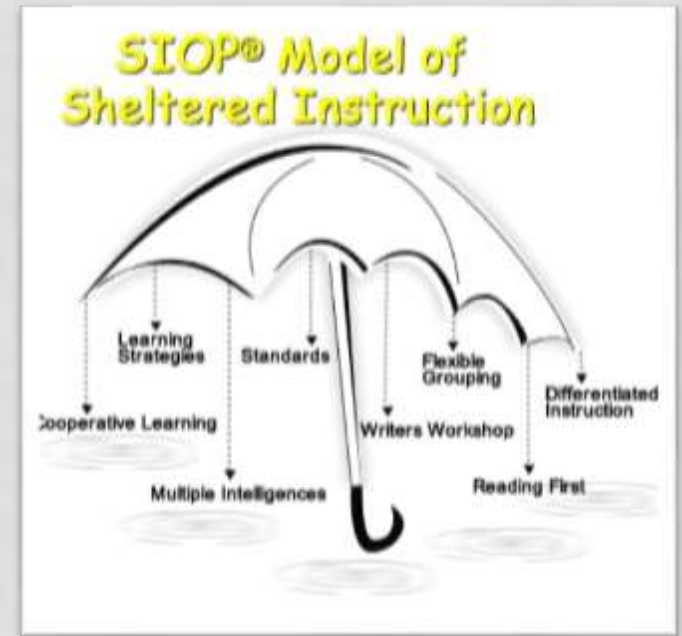 SIOP® Model of
Sheltered Instruction
Learning
Strategies
Standards
Flexible
Grouping
Differentiated
Instruction
Cooperative Learning
Writers Workshop
Multiple Intelligences
Reading First